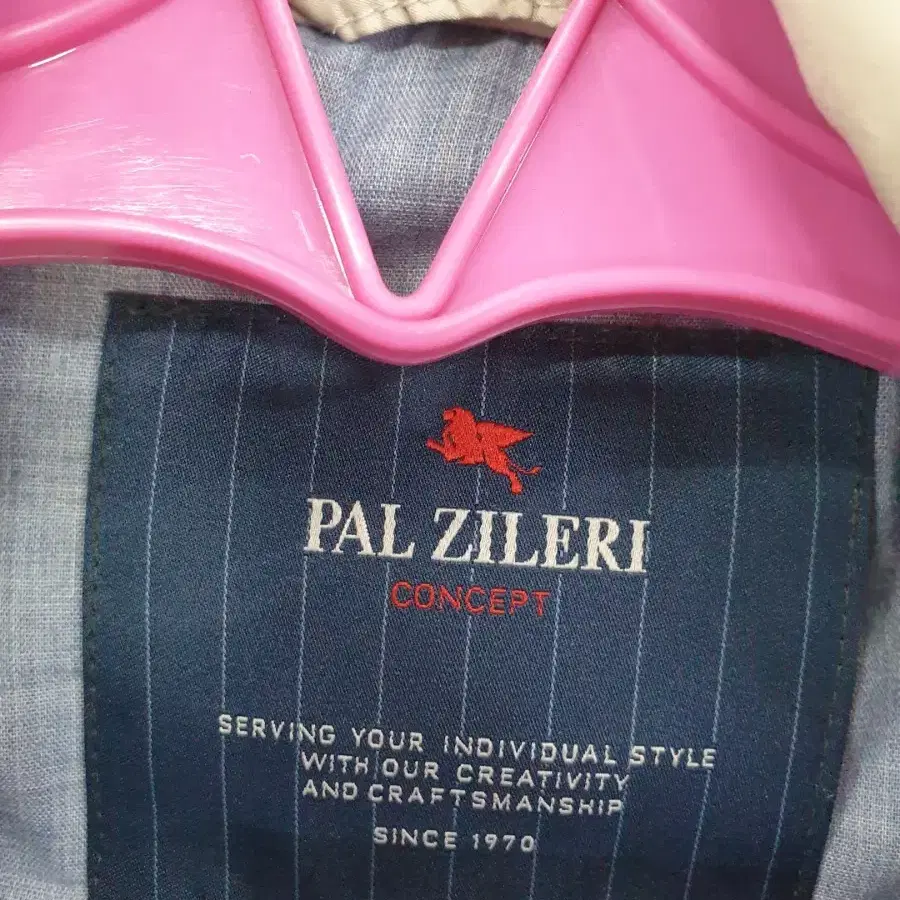 PAL ZILERI
CONCEPT
SERVING YOUR INDIVIDUAL STYLE
WITH OUR CREATIVITY
AND CRAFTSMANSHIP
SINCE 1970